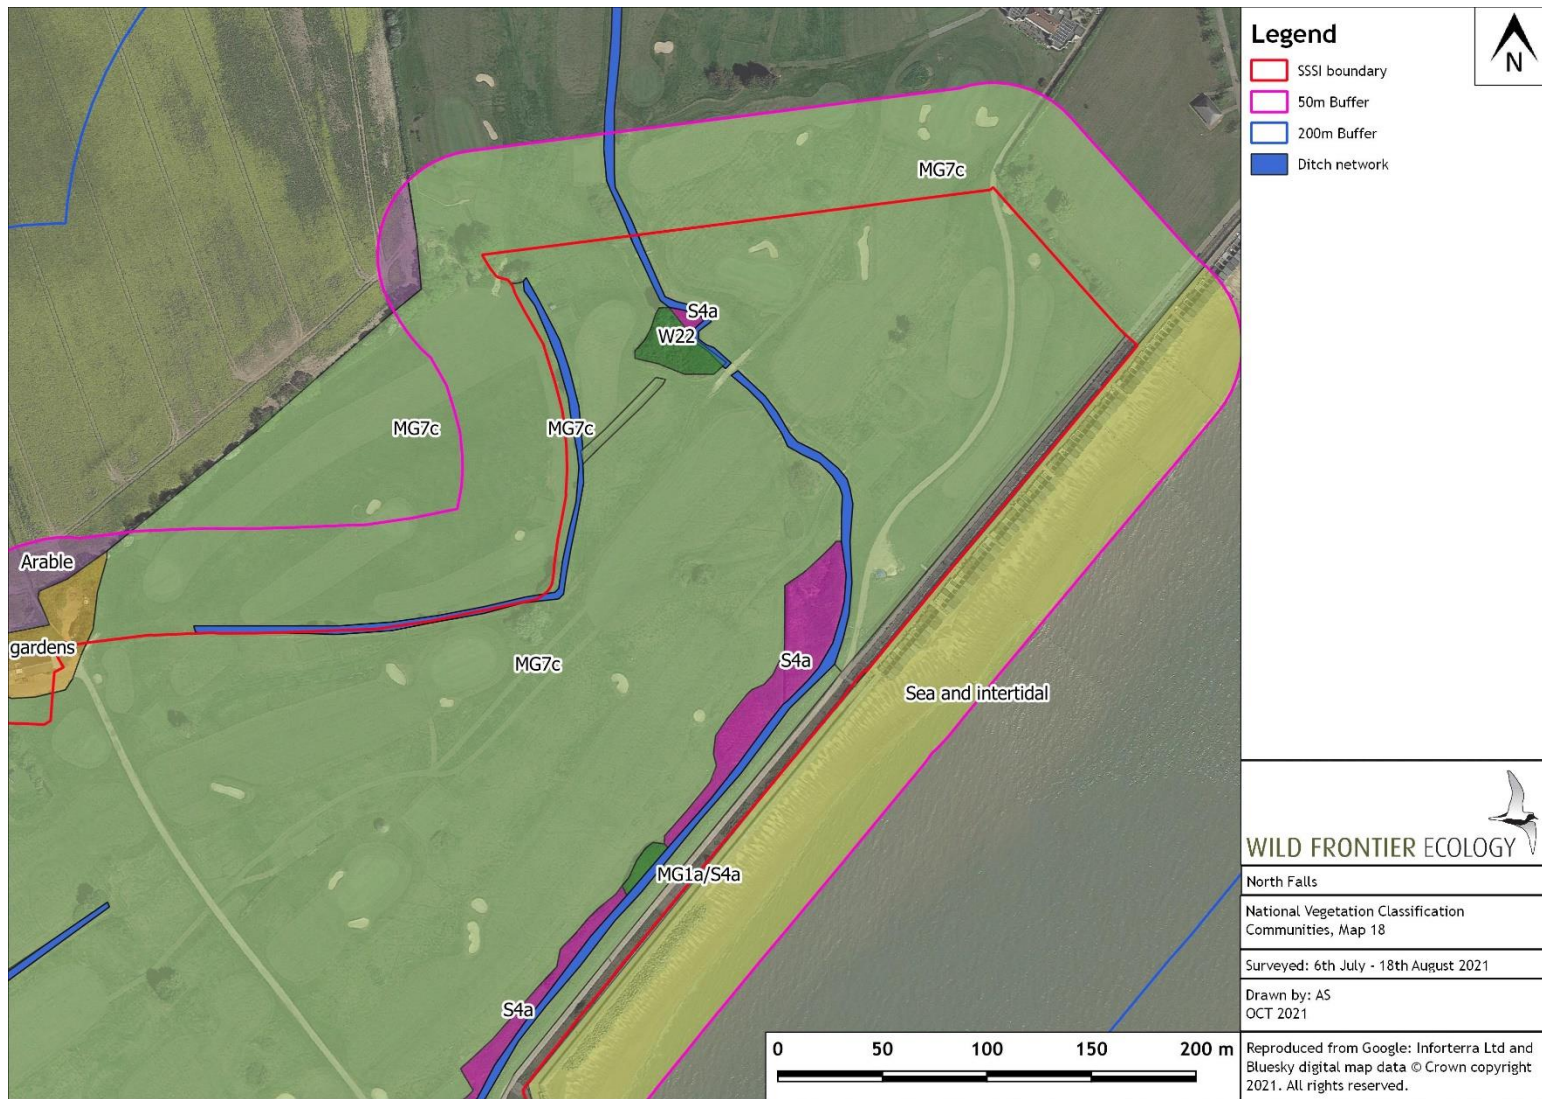 MG7c
S4a
W22
MG7c
MG7c
Arable
gardens
MG7c
S4a
Sea and intertidal
MG1a/S4a
S4a
0 50 100 150 200 m
Legend
N
SSSI boundary
50m Buffer
200m Buffer
Ditch network
WILD FRONTIER ECOLOGY
North Falls
National Vegetation Classification
Communities, Map 18
Surveyed: 6th July - 18th August 2021
Drawn by: AS
OCT 2021
Reproduced from Google: Inforterra Ltd and
Bluesky digital map data © Crown copyright
2021. All rights reserved.